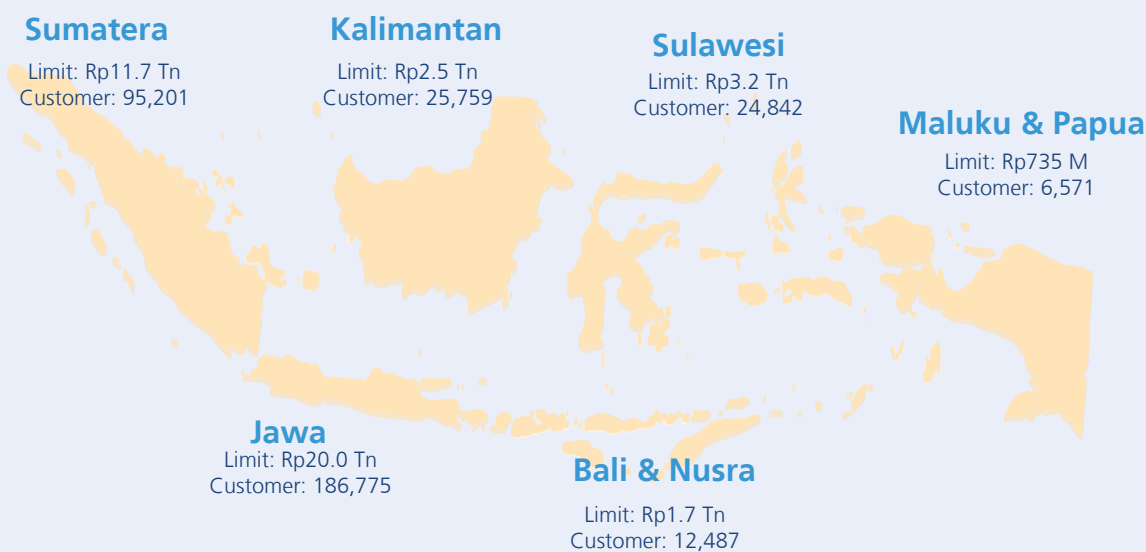 Sumatera
Limit: Rp11.7 Tn
Customer: 95,201
Kalimantan
Limit: Rp2.5 Tn
Customer: 25,759
Sulawesi
Limit: Rp3.2 Tn
Customer: 24,842
Maluku & Papua
Limit: Rp735 M
Customer: 6,571
Jawa
Limit: Rp20.0 Tn
Customer: 186,775
Bali & Nusra
Limit: Rp1.7 Tn
Customer: 12,487